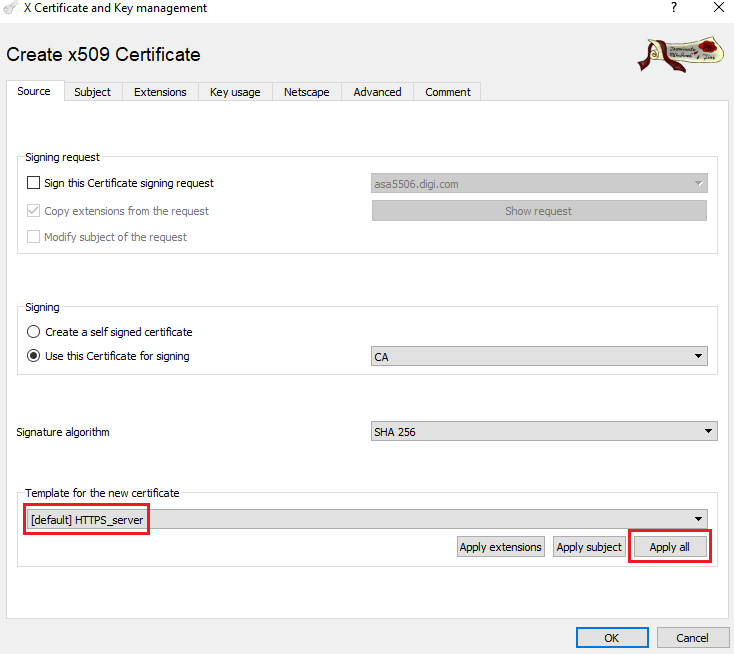 X Certificate and Key management
?
Create x509 Certificate
Source Subject Extensions Key usage Netscape Advanced Comment
Signing request
Sign this Certificate signing request asa5506.digi.com
Copy extensions from the request Show request
Modify subject of the request
Signing
Create a self signed certificate
Use this Certificate for signing CA
Signature algorithm SHA 256
Template for the new certificate
[default] HTTPS_server
Apply extensions Apply subject Apply all
OK Cancel